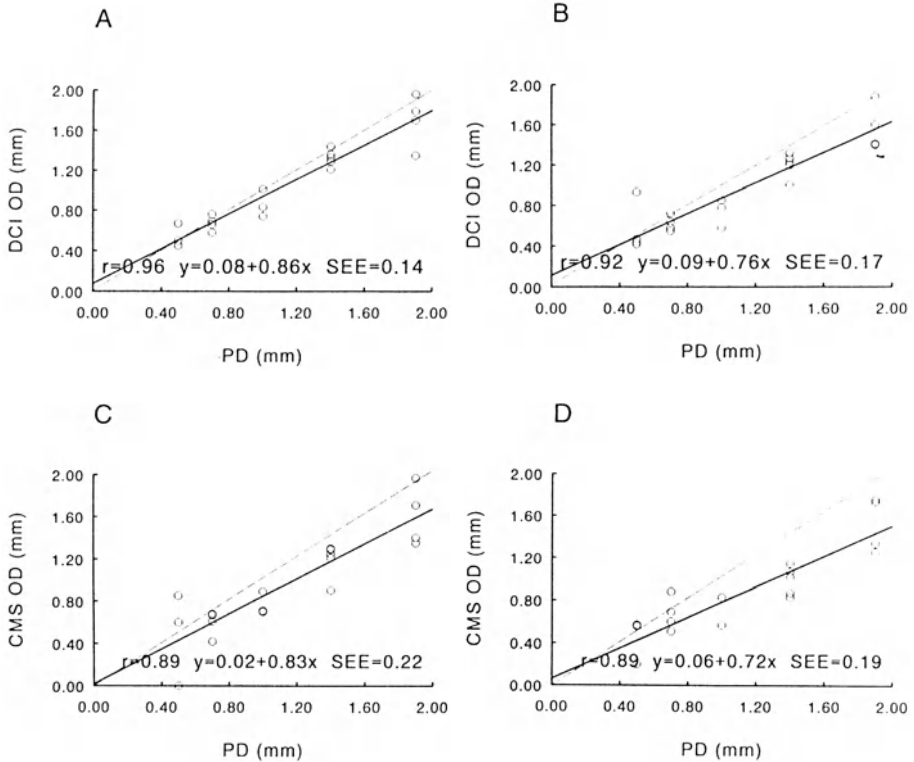 A
DCI OD (mm)
2.00
1.60
1.20
0.80
0.40
0.00
r=0.96 y=0.08+0.86x SEE=0.14
0.00 0.40 0.80 1.20 1.60 2.00
PD (mm)
B
DCI OD (mm)
2.00
1.60
1.20
0.80
0.40
0.00
r=0.92 y=0.09+0.76x SEE=0.17
0.00 0.40 0.80 1.20 1.60 2.00
PD (mm)
C
CMS OD (mm)
2.00
1.60
1.20
0.80
0.40
0.00
r=0.89 y=0.02+0.83x SEE=0.22
0.00 0.40 0.80 1.20 1.60 2.00
PD (mm)
D
CMS OD (mm)
2.00
1.60
1.20
0.80
0.40
0.00
r=0.89 y=0.06+0.72x SEE=0.19
0.00 0.40 0.80 1.20 1.60 2.00
PD (mm)